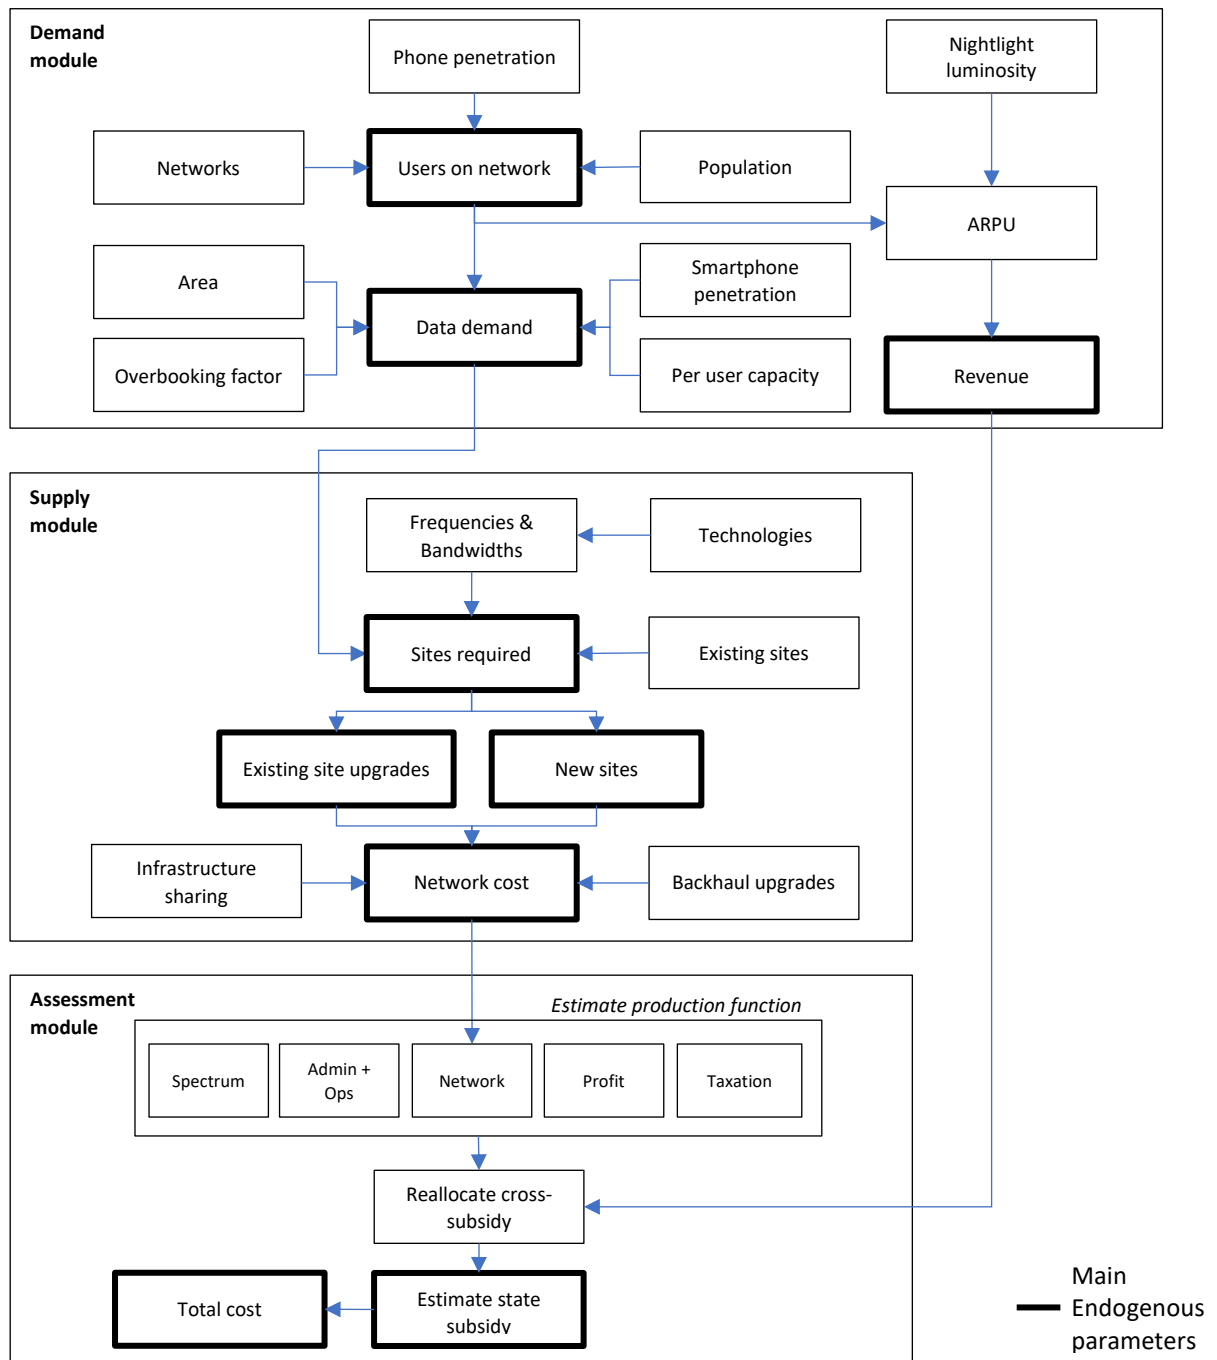 Demand
module
Phone penetration
Nightlight
luminosity
Networks
Users on network
Population
ARPU
Area
Smartphone
penetration
Data demand
Overbooking factor
Per user capacity
Revenue
Supply
module
Frequencies &
Bandwidths
Technologies
Sites required
Existing sites
Existing site upgrades
New sites
Infrastructure
sharing
Network cost
Backhaul upgrades
Assessment
module
Estimate production function
Spectrum
Admin +
Ops
Network
Profit
Taxation
Reallocate cross-
subsidy
Total cost
Estimate state
subsidy
Main
Endogenous
parameters